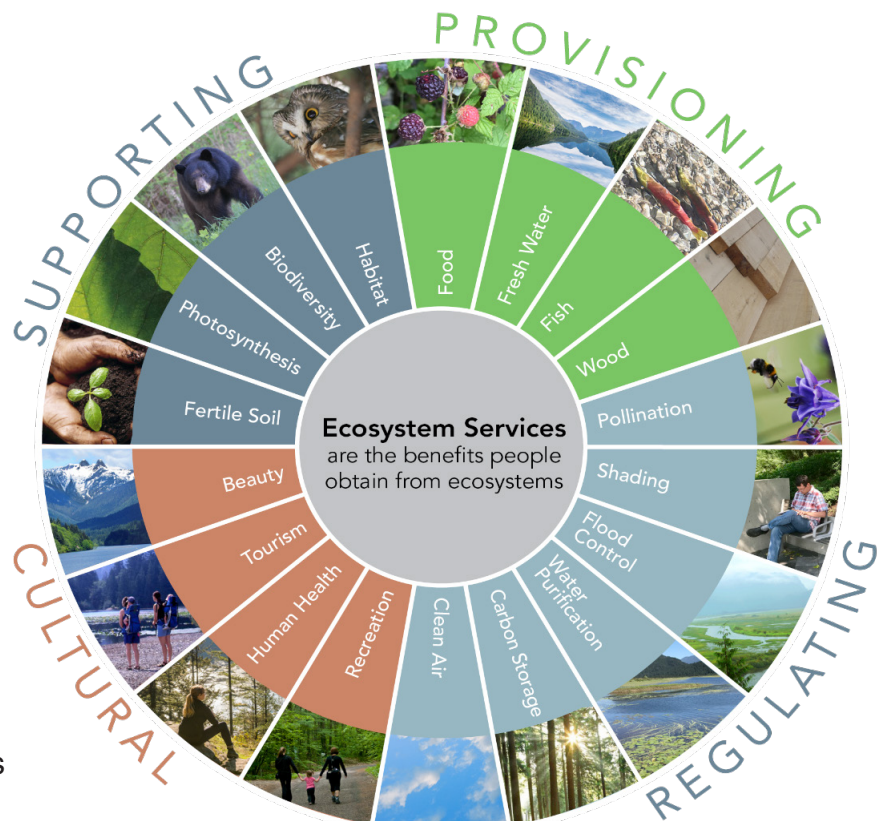 PROVISIONING
SUPPORTING
CULTURAL
REGULATING
Food
Fresh Water
Fish
Wood
Pollination
Shading
Flood
Control
Water
Purification
Carbon Storage
Clean Air
Recreation
Human Health
Tourism
Beauty
Fertile Soil
Photosynthesis
Biodiversity
Habitat
Ecosystem Services
are the benefits people
obtain from ecosystems
s